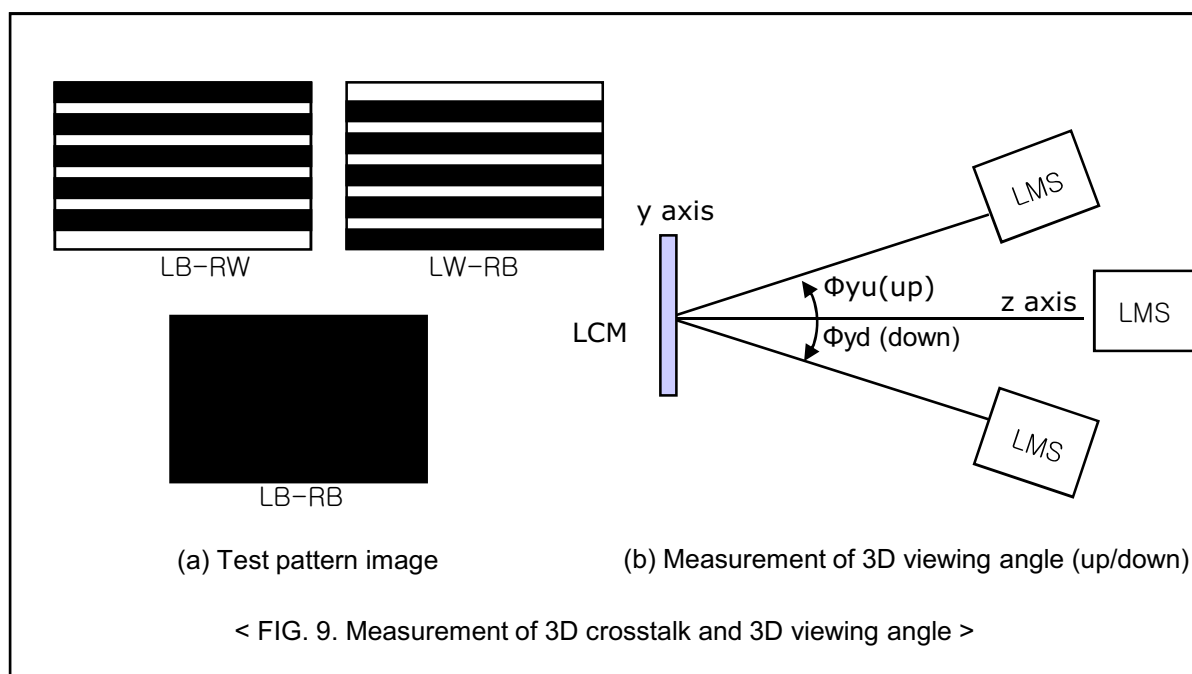 LB-RW
LW-RB
LB-RB
(a) Test pattern image
y axis
LCM
LMS
Φyu(up)
z axis
LMS
Φyd (down)
LMS
(b) Measurement of 3D viewing angle (up/down)
< FIG. 9. Measurement of 3D crosstalk and 3D viewing angle >